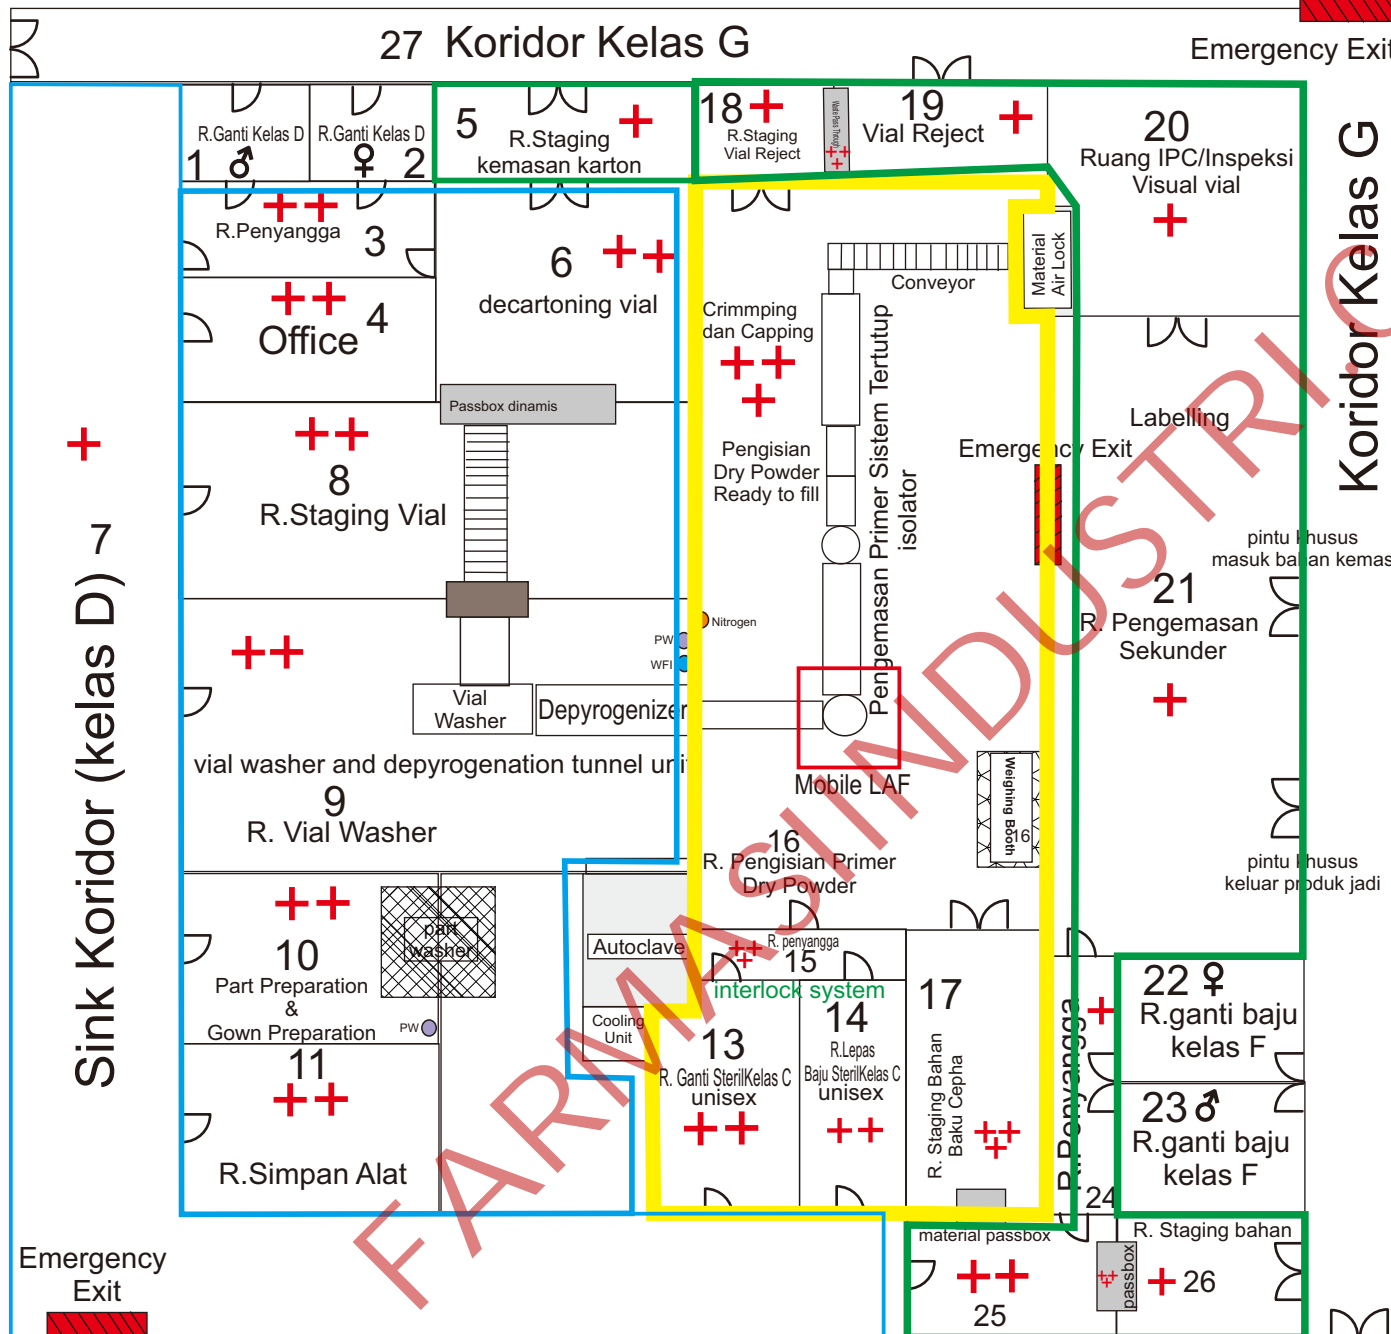 27 Koridor Kelas G
Emergency Exit
R.Ganti Kelas D
1 ♂
R.Ganti Kelas D
♀ 2
5
R.Staging
kemasan karton
18
R.Staging
Vial Reject
Waste Pass Through
19
Vial Reject
20
Ruang IPC/Inspeksi
Visual vial
Koridor Kelas G
R.Penyangga
3
Office 4
6
decartoning vial
Passbox dinamis
Conveyor
Material
Air Lock
Crimmping
dan Capping
Pengisian
Dry Powder
Ready to fill
Pengemasan Primer Sistem Tertutup
isolator
Labelling
Emergency Exit
7
Sink Koridor (kelas D)
8
R.Staging Vial
pintu khusus
masuk bahan kemas
21
R. Pengemasan
Sekunder
Nitrogen
PW
WFI
Vial
Washer
Depyrogenizer
vial washer and depyrogenation tunnel unit
9
R. Vial Washer
Mobile LAF
Weighing Booth
16
16
R. Pengisian Primer
Dry Powder
pintu khusus
keluar produk jadi
part
washer
10
Part Preparation
&
Gown Preparation
PW
Autoclave
Cooling
Unit
R. penyangga
15
interlock system
13
R. Ganti SterilKelas C
unisex
14
R.Lepas
Baju SterilKelas C
unisex
17
R. Staging Bahan
Baku Cepha
R.Penyangga
24
22 ♀
R.ganti baju
kelas F
23 ♂
R.ganti baju
kelas F
11
R.Simpan Alat
material passbox
25
passbox
R. Staging bahan
26
Emergency
Exit
FARMASIINDUSTRI.C